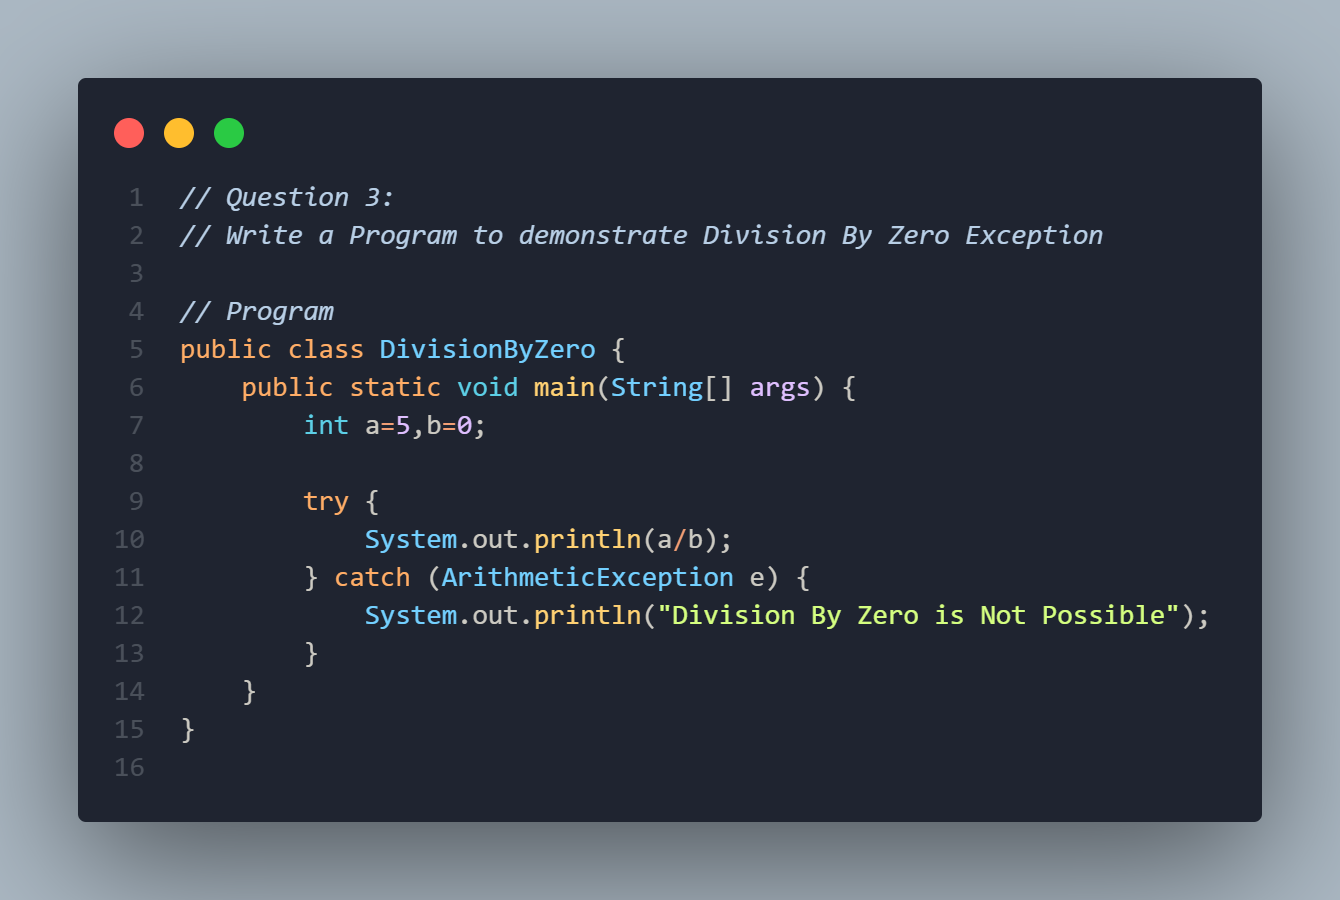 1 // Question 3:
2 // Write a Program to demonstrate Division By Zero Exception
3
4 // Program
5 public class DivisionByZero {
6     public static void main(String[] args) {
7         int a=5,b=0;
8
9         try {
10             System.out.println(a/b);
11         } catch (ArithmeticException e) {
12             System.out.println("Division By Zero is Not Possible");
13         }
14     }
15 }
16